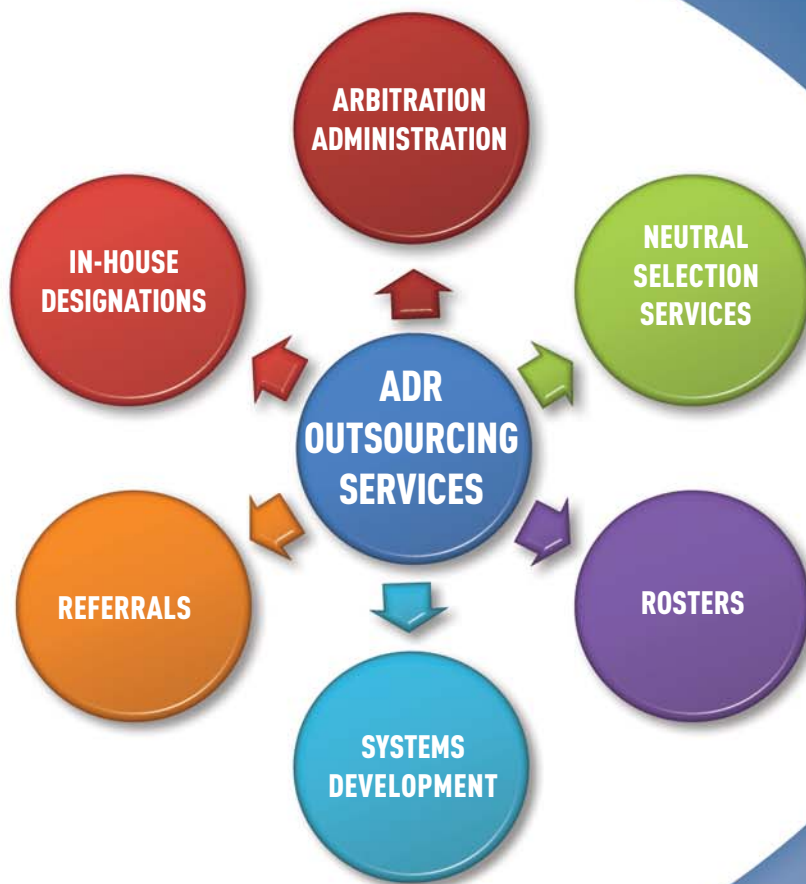 ARBITRATION
ADMINISTRATION
IN-HOUSE
DESIGNATIONS
NEUTRAL
SELECTION
SERVICES
ADR
OUTSOURCING
SERVICES
REFERRALS
ROSTERS
SYSTEMS
DEVELOPMENT